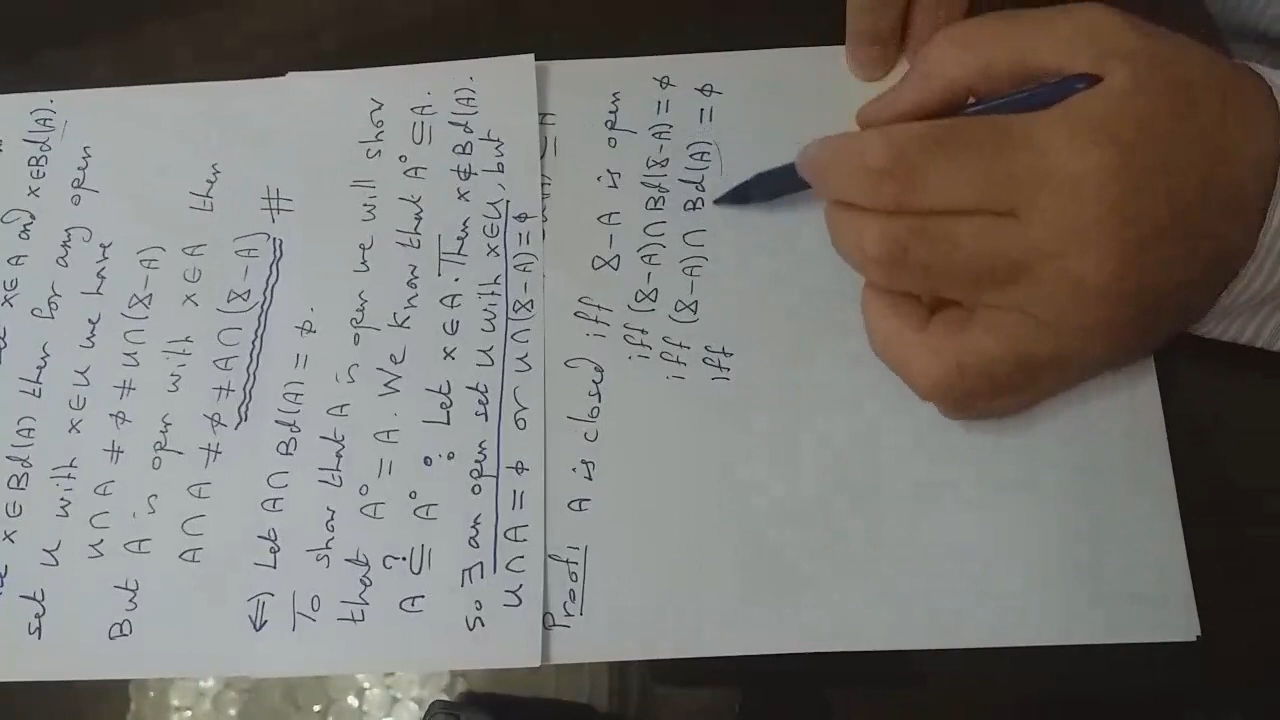 x ∈ A and x ∈ Bd(A).
x ∈ Bd(A) then for any open
set U with x ∈ U we have
U ∩ A ≠ ∅ ≠ U ∩ (X − A)
But A is open with x ∈ A then
A ∩ A ≠ ∅ ≠ A ∩ (X − A) #
⇐) Let A ∩ Bd(A) = ∅.
To show that A is open we will show
that A° = A. We know that A° ⊆ A.
A ⊆? A° : Let x ∈ A. Then x ∉ Bd(A).
So ∃ an open set U with x ∈ U, but
U ∩ A = ∅ or U ∩ (X − A) = ∅
⊆ A
Proof: A is closed iff X − A is open
iff (X − A) ∩ Bd(X − A) = ∅
iff (X − A) ∩ Bd(A) = ∅
iff